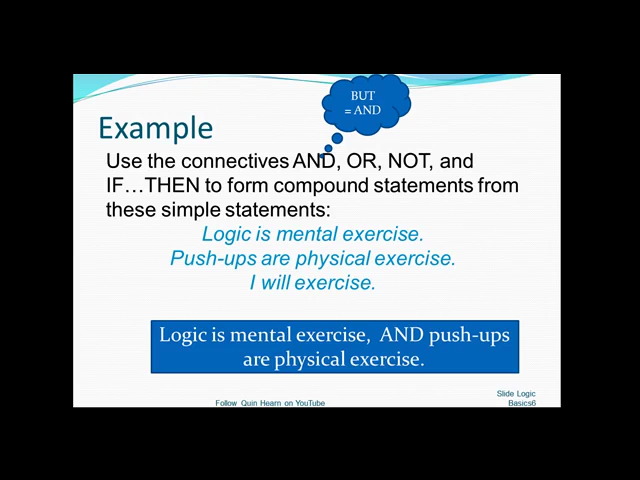 BUT
= AND
Example
Use the connectives AND, OR, NOT, and
IF…THEN to form compound statements from
these simple statements:
Logic is mental exercise.
Push-ups are physical exercise.
I will exercise.
Logic is mental exercise,  AND push-ups
are physical exercise.
Slide Logic
Follow Quin Hearn on YouTube
Basics6